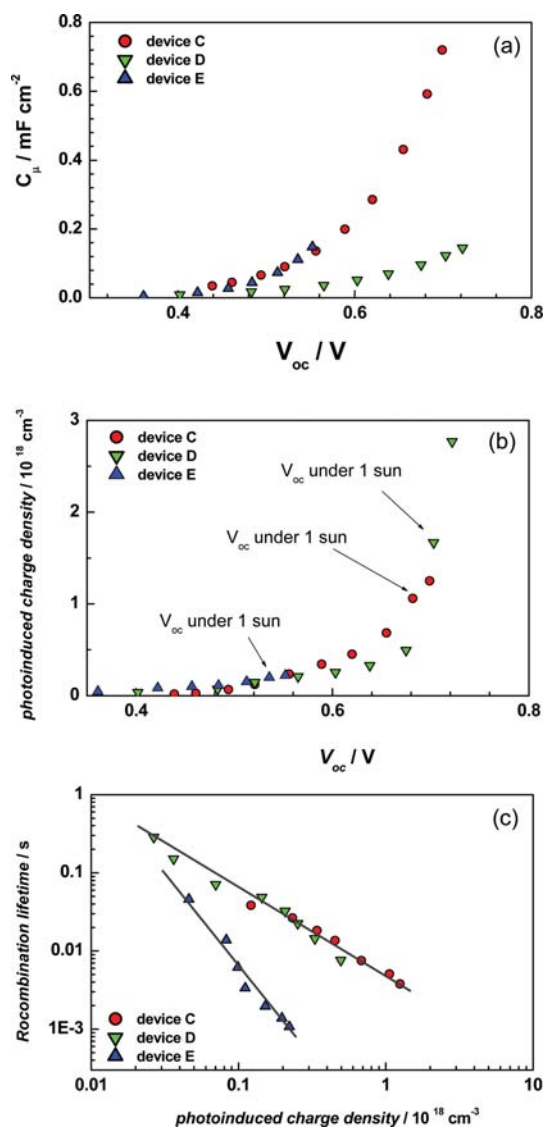 (a)
device C
device D
device E
0.8
0.6
0.4
0.2
0.0
Cμ / mF cm⁻²
0.4 0.6 0.8
Voc / V
(b)
device C
device D
device E
3
2
1
0
photoinduced charge density / 10¹⁸ cm⁻³
Voc under 1 sun
Voc under 1 sun
Voc under 1 sun
0.4 0.6 0.8
Voc / V
(c)
1
0.1
0.01
1E-3
Rocombination lifetime / s
device C
device D
device E
0.01 0.1 1 10
photoinduced charge density / 10¹⁸ cm⁻³